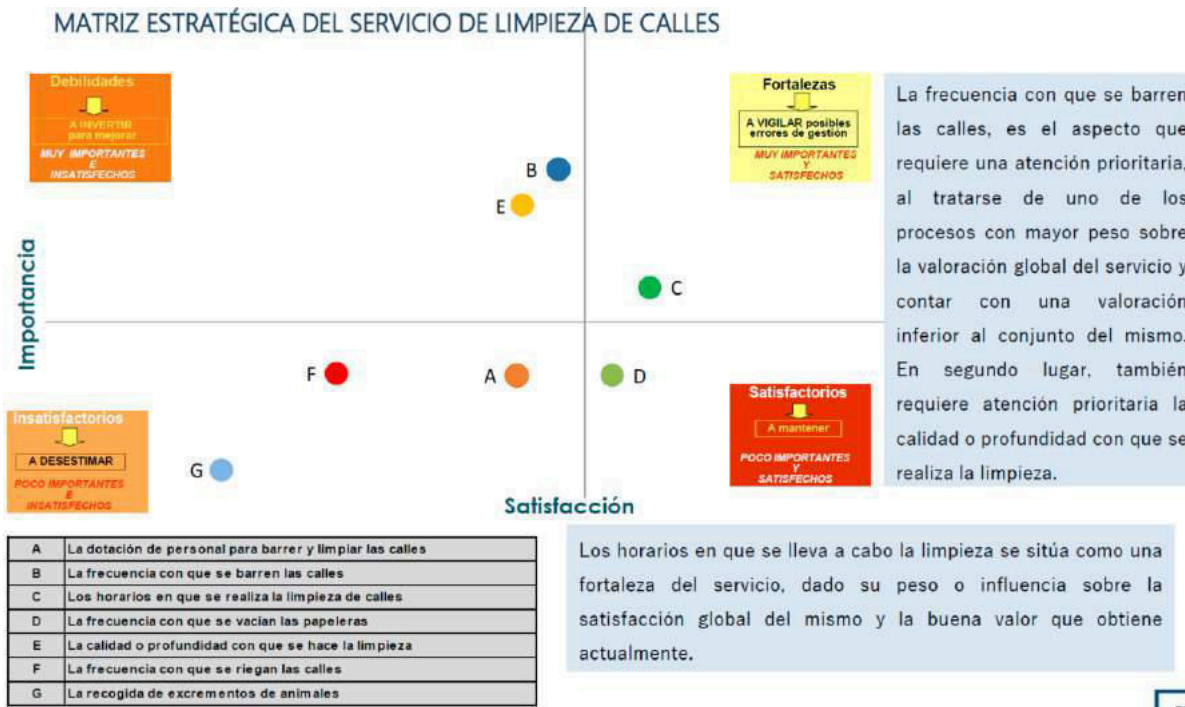 MATRIZ ESTRATÉGICA DEL SERVICIO DE LIMPIEZA DE CALLES
Debilidades
A INVERTIR
para mejorar
MUY IMPORTANTES
E
INSATISFECHOS
Fortalezas
A VIGILAR posibles
errores de gestión
MUY IMPORTANTES
Y
SATISFECHOS
La frecuencia con que se barren
las calles, es el aspecto que
requiere una atención prioritaria,
al tratarse de uno de los
procesos con mayor peso sobre
la valoración global del servicio y
contar con una valoración
inferior al conjunto del mismo.
En segundo lugar, también
requiere atención prioritaria la
calidad o profundidad con que se
realiza la limpieza.
B
E
C
Importancia
F
A
D
G
Insatisfactorios
A DESESTIMAR
POCO IMPORTANTES
E
INSATISFECHOS
Satisfactorios
A mantener
POCO IMPORTANTES
Y
SATISFECHOS
Satisfacción
A La dotación de personal para barrer y limpiar las calles
B La frecuencia con que se barren las calles
C Los horarios en que se realiza la limpieza de calles
D La frecuencia con que se vacían las papeleras
E La calidad o profundidad con que se hace la limpieza
F La frecuencia con que se riegan las calles
G La recogida de excrementos de animales
Los horarios en que se lleva a cabo la limpieza se sitúa como una
fortaleza del servicio, dado su peso o influencia sobre la
satisfacción global del mismo y la buena valor que obtiene
actualmente.